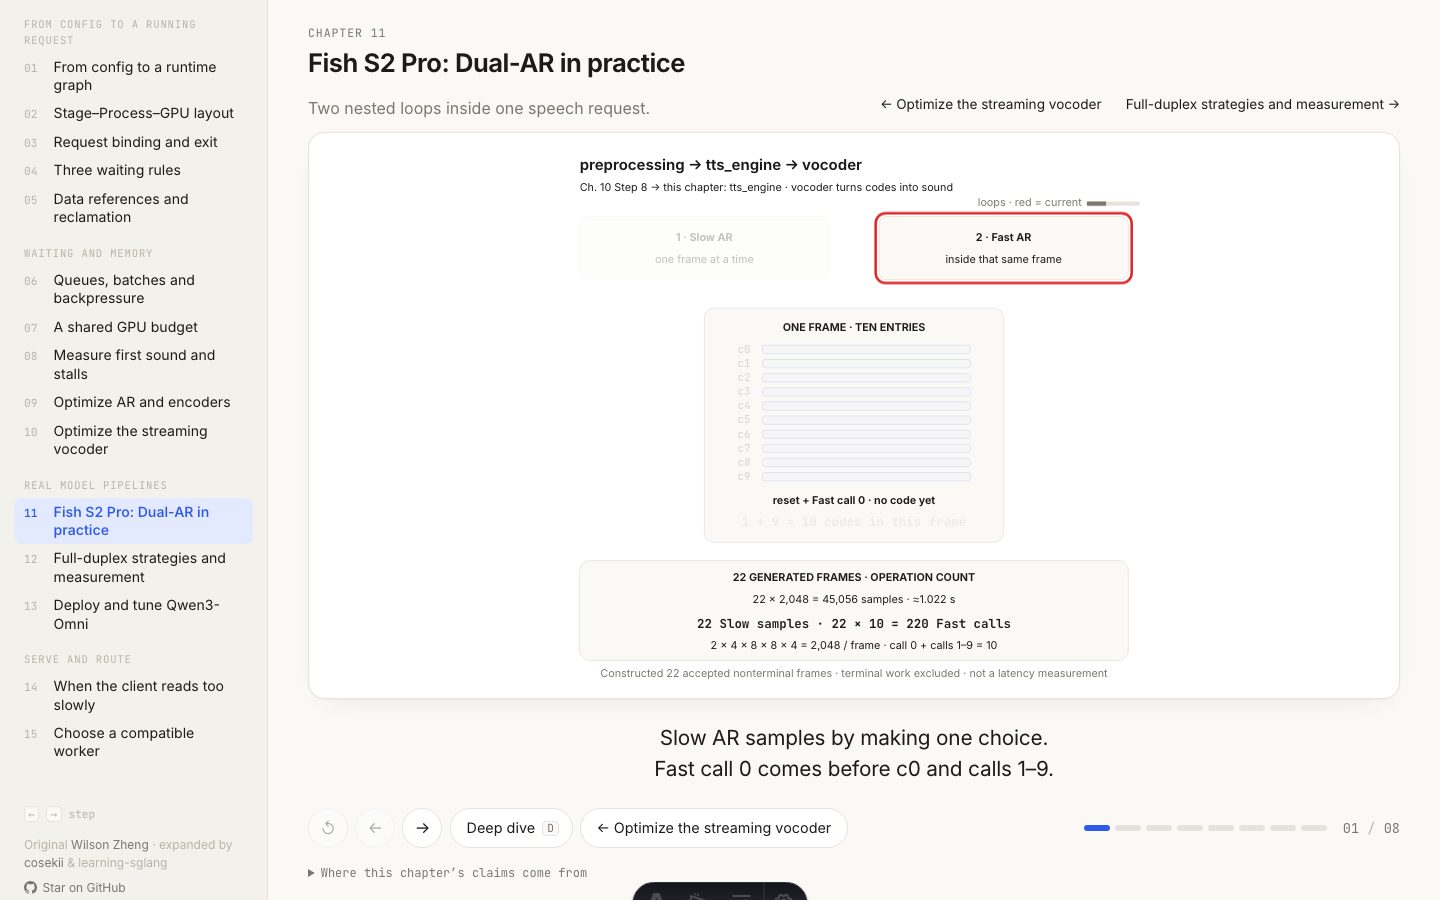 FROM CONFIG TO A RUNNING
REQUEST
01 From config to a runtime
graph
02 Stage–Process–GPU layout
03 Request binding and exit
04 Three waiting rules
05 Data references and
reclamation
WAITING AND MEMORY
06 Queues, batches and
backpressure
07 A shared GPU budget
08 Measure first sound and
stalls
09 Optimize AR and encoders
10 Optimize the streaming
vocoder
REAL MODEL PIPELINES
11 Fish S2 Pro: Dual-AR in
practice
12 Full-duplex strategies and
measurement
13 Deploy and tune Qwen3-
Omni
SERVE AND ROUTE
14 When the client reads too
slowly
15 Choose a compatible
worker
← → step
Original Wilson Zheng · expanded by
cosekii & learning-sglang
Star on GitHub
CHAPTER 11
Fish S2 Pro: Dual-AR in practice
Two nested loops inside one speech request.
← Optimize the streaming vocoder
Full-duplex strategies and measurement →
preprocessing → tts_engine → vocoder
Ch. 10 Step 8 → this chapter: tts_engine · vocoder turns codes into sound
loops · red = current
1 · Slow AR
one frame at a time
2 · Fast AR
inside that same frame
ONE FRAME · TEN ENTRIES
c0
c1
c2
c3
c4
c5
c6
c7
c8
c9
reset + Fast call 0 · no code yet
1 + 9 = 10 codes in this frame
22 GENERATED FRAMES · OPERATION COUNT
22 × 2,048 = 45,056 samples · ≈1.022 s
22 Slow samples · 22 × 10 = 220 Fast calls
2 × 4 × 8 × 8 × 4 = 2,048 / frame · call 0 + calls 1–9 = 10
Constructed 22 accepted nonterminal frames · terminal work excluded · not a latency measurement
Slow AR samples by making one choice.
Fast call 0 comes before c0 and calls 1–9.
← → Deep dive D ← Optimize the streaming vocoder
01 / 08
▶ Where this chapter's claims come from